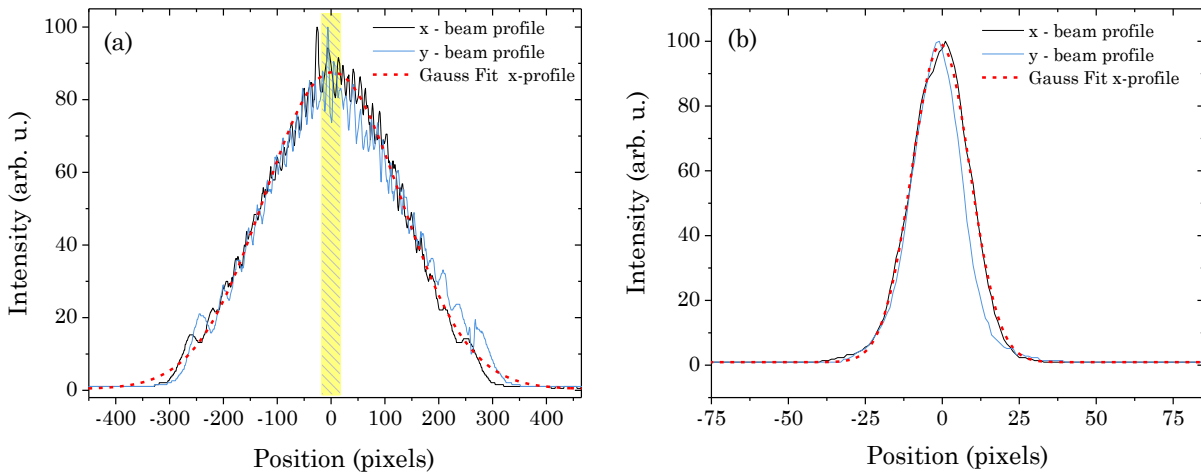 (a)
x - beam profile
y - beam profile
Gauss Fit  x-profile
100
80
60
40
20
0
Intensity (arb. u.)
-400 -300 -200 -100 0 100 200 300 400
Position (pixels)
(b)
x - beam profile
y - beam profile
Gauss Fit  x-profile
100
80
60
40
20
0
Intensity (arb. u.)
-75 -50 -25 0 25 50 75
Position (pixels)